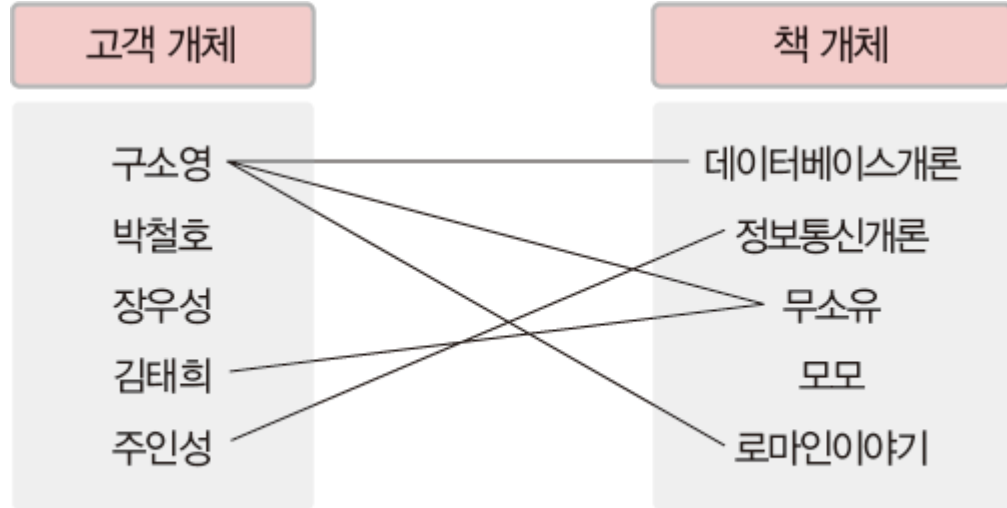 고객 개체
책 개체
구소영
데이터베이스개론
박철호
정보통신개론
장우성
무소유
김태희
모모
주인성
로마인이야기